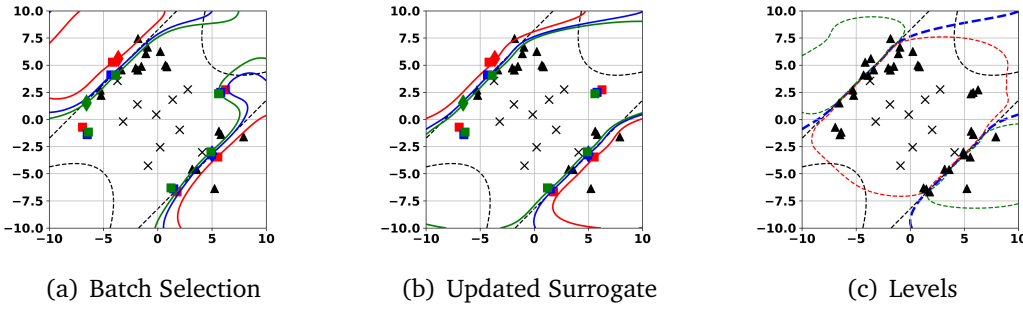 10.0 10.0 10.0
7.5 7.5 7.5
5.0 5.0 5.0
2.5 2.5 2.5
0.0 0.0 0.0
−2.5 −2.5 −2.5
−5.0 −5.0 −5.0
−7.5 −7.5 −7.5
−10.0 −10.0 −10.0
−10 −5 0 5 10 −10 −5 0 5 10 −10 −5 0 5 10
(a) Batch Selection (b) Updated Surrogate (c) Levels